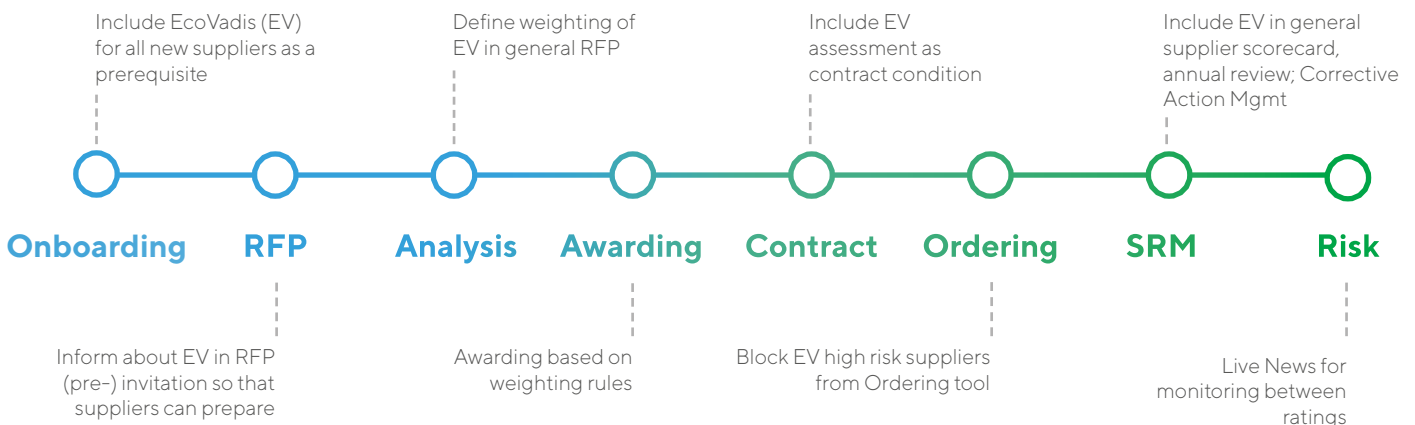 Include EcoVadis (EV)
for all new suppliers as a
prerequisite
Define weighting of
EV in general RFP
Include EV
assessment as
contract condition
Include EV in general
supplier scorecard,
annual review; Corrective
Action Mgmt
Onboarding
RFP
Analysis
Awarding
Contract
Ordering
SRM
Risk
Inform about EV in RFP
(pre-) invitation so that
suppliers can prepare
Awarding based on
weighting rules
Block EV high risk suppliers
from Ordering tool
Live News for
monitoring between
ratings